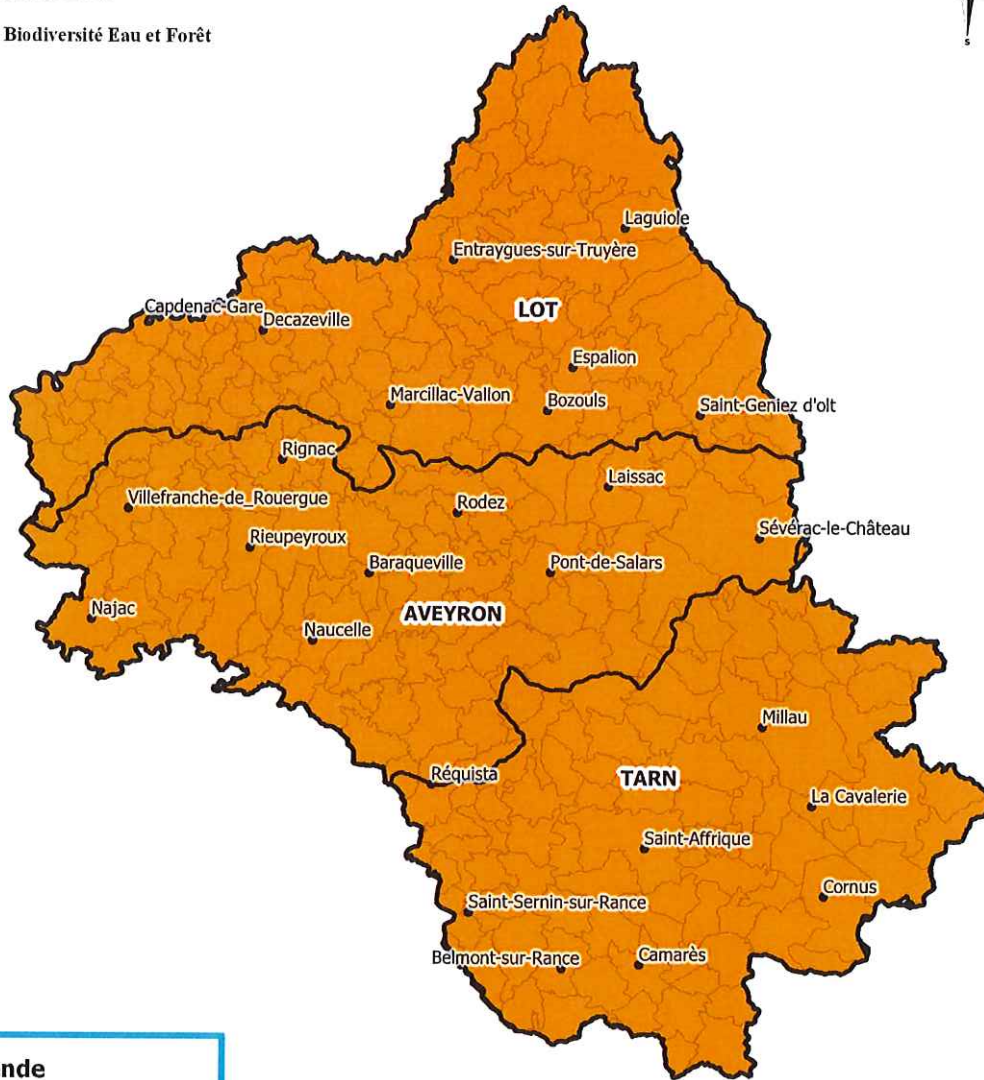 Biodiversité Eau et Forêt
s
Laguiole
Entraygues-sur-Truyère
LOT
Capdenac-Gare
Decazeville
Espalion
Marcillac-Vallon
Bozouls
Saint-Geniez d'olt
Rignac
Laissac
Villefranche-de_Rouergue
Rodez
Sévérac-le-Château
Rieupeyroux
Baraqueville
Pont-de-Salars
Najac
AVEYRON
Naucelle
Millau
Réquista
TARN
La Cavalerie
Saint-Affrique
Cornus
Saint-Sernin-sur-Rance
Belmont-sur-Rance
Camarès
nde